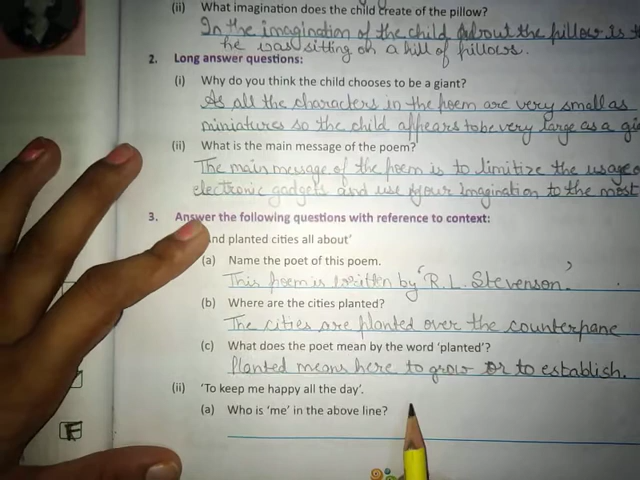 (ii) What imagination does the child create of the pillow?
In the imagination of the child about the pillow is th
he was sitting on a hill of pillows.
2. Long answer questions:
(i) Why do you think the child chooses to be a giant?
As all the characters in the poem are very small as
miniatures so the child appears to be very large as a gia
(ii) What is the main message of the poem?
The main message of the poem is to limitize the usage o
electronic gadgets and use your imagination to the most
3. Answer the following questions with reference to context:
nd planted cities all about'
(a) Name the poet of this poem.
This poem is written by 'R.L. Stevenson.'
(b) Where are the cities planted?
The cities are planted over the counterpane
(c) What does the poet mean by the word 'planted'?
Planted means here to grow or to establish.
(ii) 'To keep me happy all the day'.
(a) Who is 'me' in the above line?
F